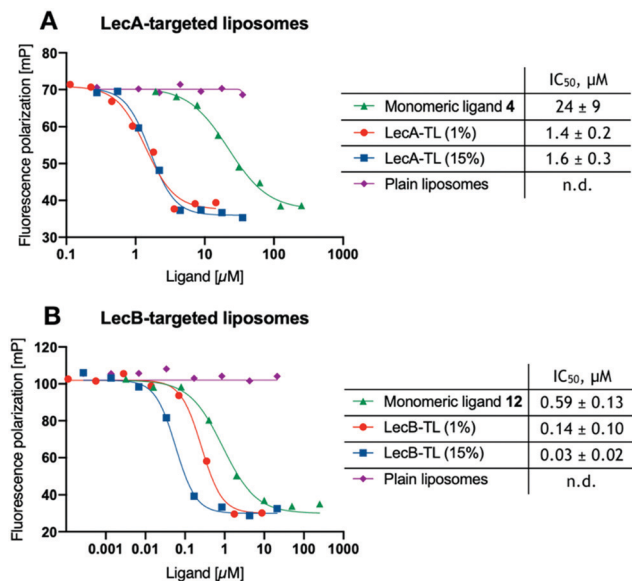 A LecA-targeted liposomes
Fluorescence polarization [mP]
80
70
60
50
40
30
0.1 1 10 100 1000
Ligand [µM]
IC50, µM
Monomeric ligand 4 24 ± 9
LecA-TL (1%) 1.4 ± 0.2
LecA-TL (15%) 1.6 ± 0.3
Plain liposomes n.d.
B LecB-targeted liposomes
Fluorescence polarization [mP]
120
100
80
60
40
20
0.001 0.01 0.1 1 10 100 1000
Ligand [µM]
IC50, µM
Monomeric ligand 12 0.59 ± 0.13
LecB-TL (1%) 0.14 ± 0.10
LecB-TL (15%) 0.03 ± 0.02
Plain liposomes n.d.